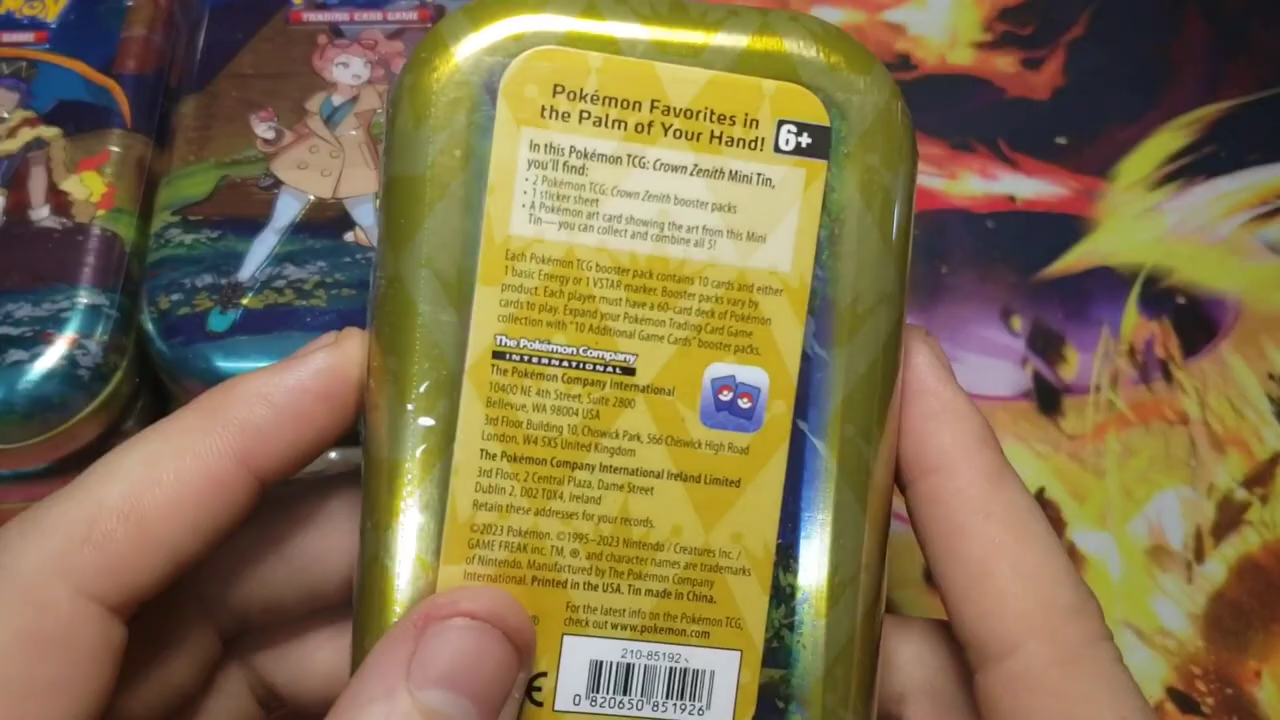 TRADING CARD GAME
GAME
Pokémon Favorites in
the Palm of Your Hand!
6+
In this Pokémon TCG: Crown Zenith Mini Tin,
you'll find:
• 2 Pokémon TCG: Crown Zenith booster packs
• 1 sticker sheet
• A Pokémon art card showing the art from this Mini
Tin—you can collect and combine all 5!
Each Pokémon TCG booster pack contains 10 cards and either
1 basic Energy or 1 VSTAR marker. Booster packs vary by
product. Each player must have a 60-card deck of Pokémon
cards to play. Expand your Pokémon Trading Card Game
collection with "10 Additional Game Cards" booster packs.
The Pokémon Company
INTERNATIONAL
The Pokémon Company International
10400 NE 4th Street, Suite 2800
Bellevue, WA 98004 USA
3rd Floor Building 10, Chiswick Park, 566 Chiswick High Road
London, W4 5XS United Kingdom
The Pokémon Company International Ireland Limited
3rd Floor, 2 Central Plaza, Dame Street
Dublin 2, D02 T0X4, Ireland
Retain these addresses for your records.
©2023 Pokémon. ©1995–2023 Nintendo / Creatures Inc. /
GAME FREAK inc. TM, ®, and character names are trademarks
of Nintendo. Manufactured by The Pokémon Company
International. Printed in the USA. Tin made in China.
For the latest info on the Pokémon TCG,
check out www.pokemon.com
CE
210-85192
0 820650 851926